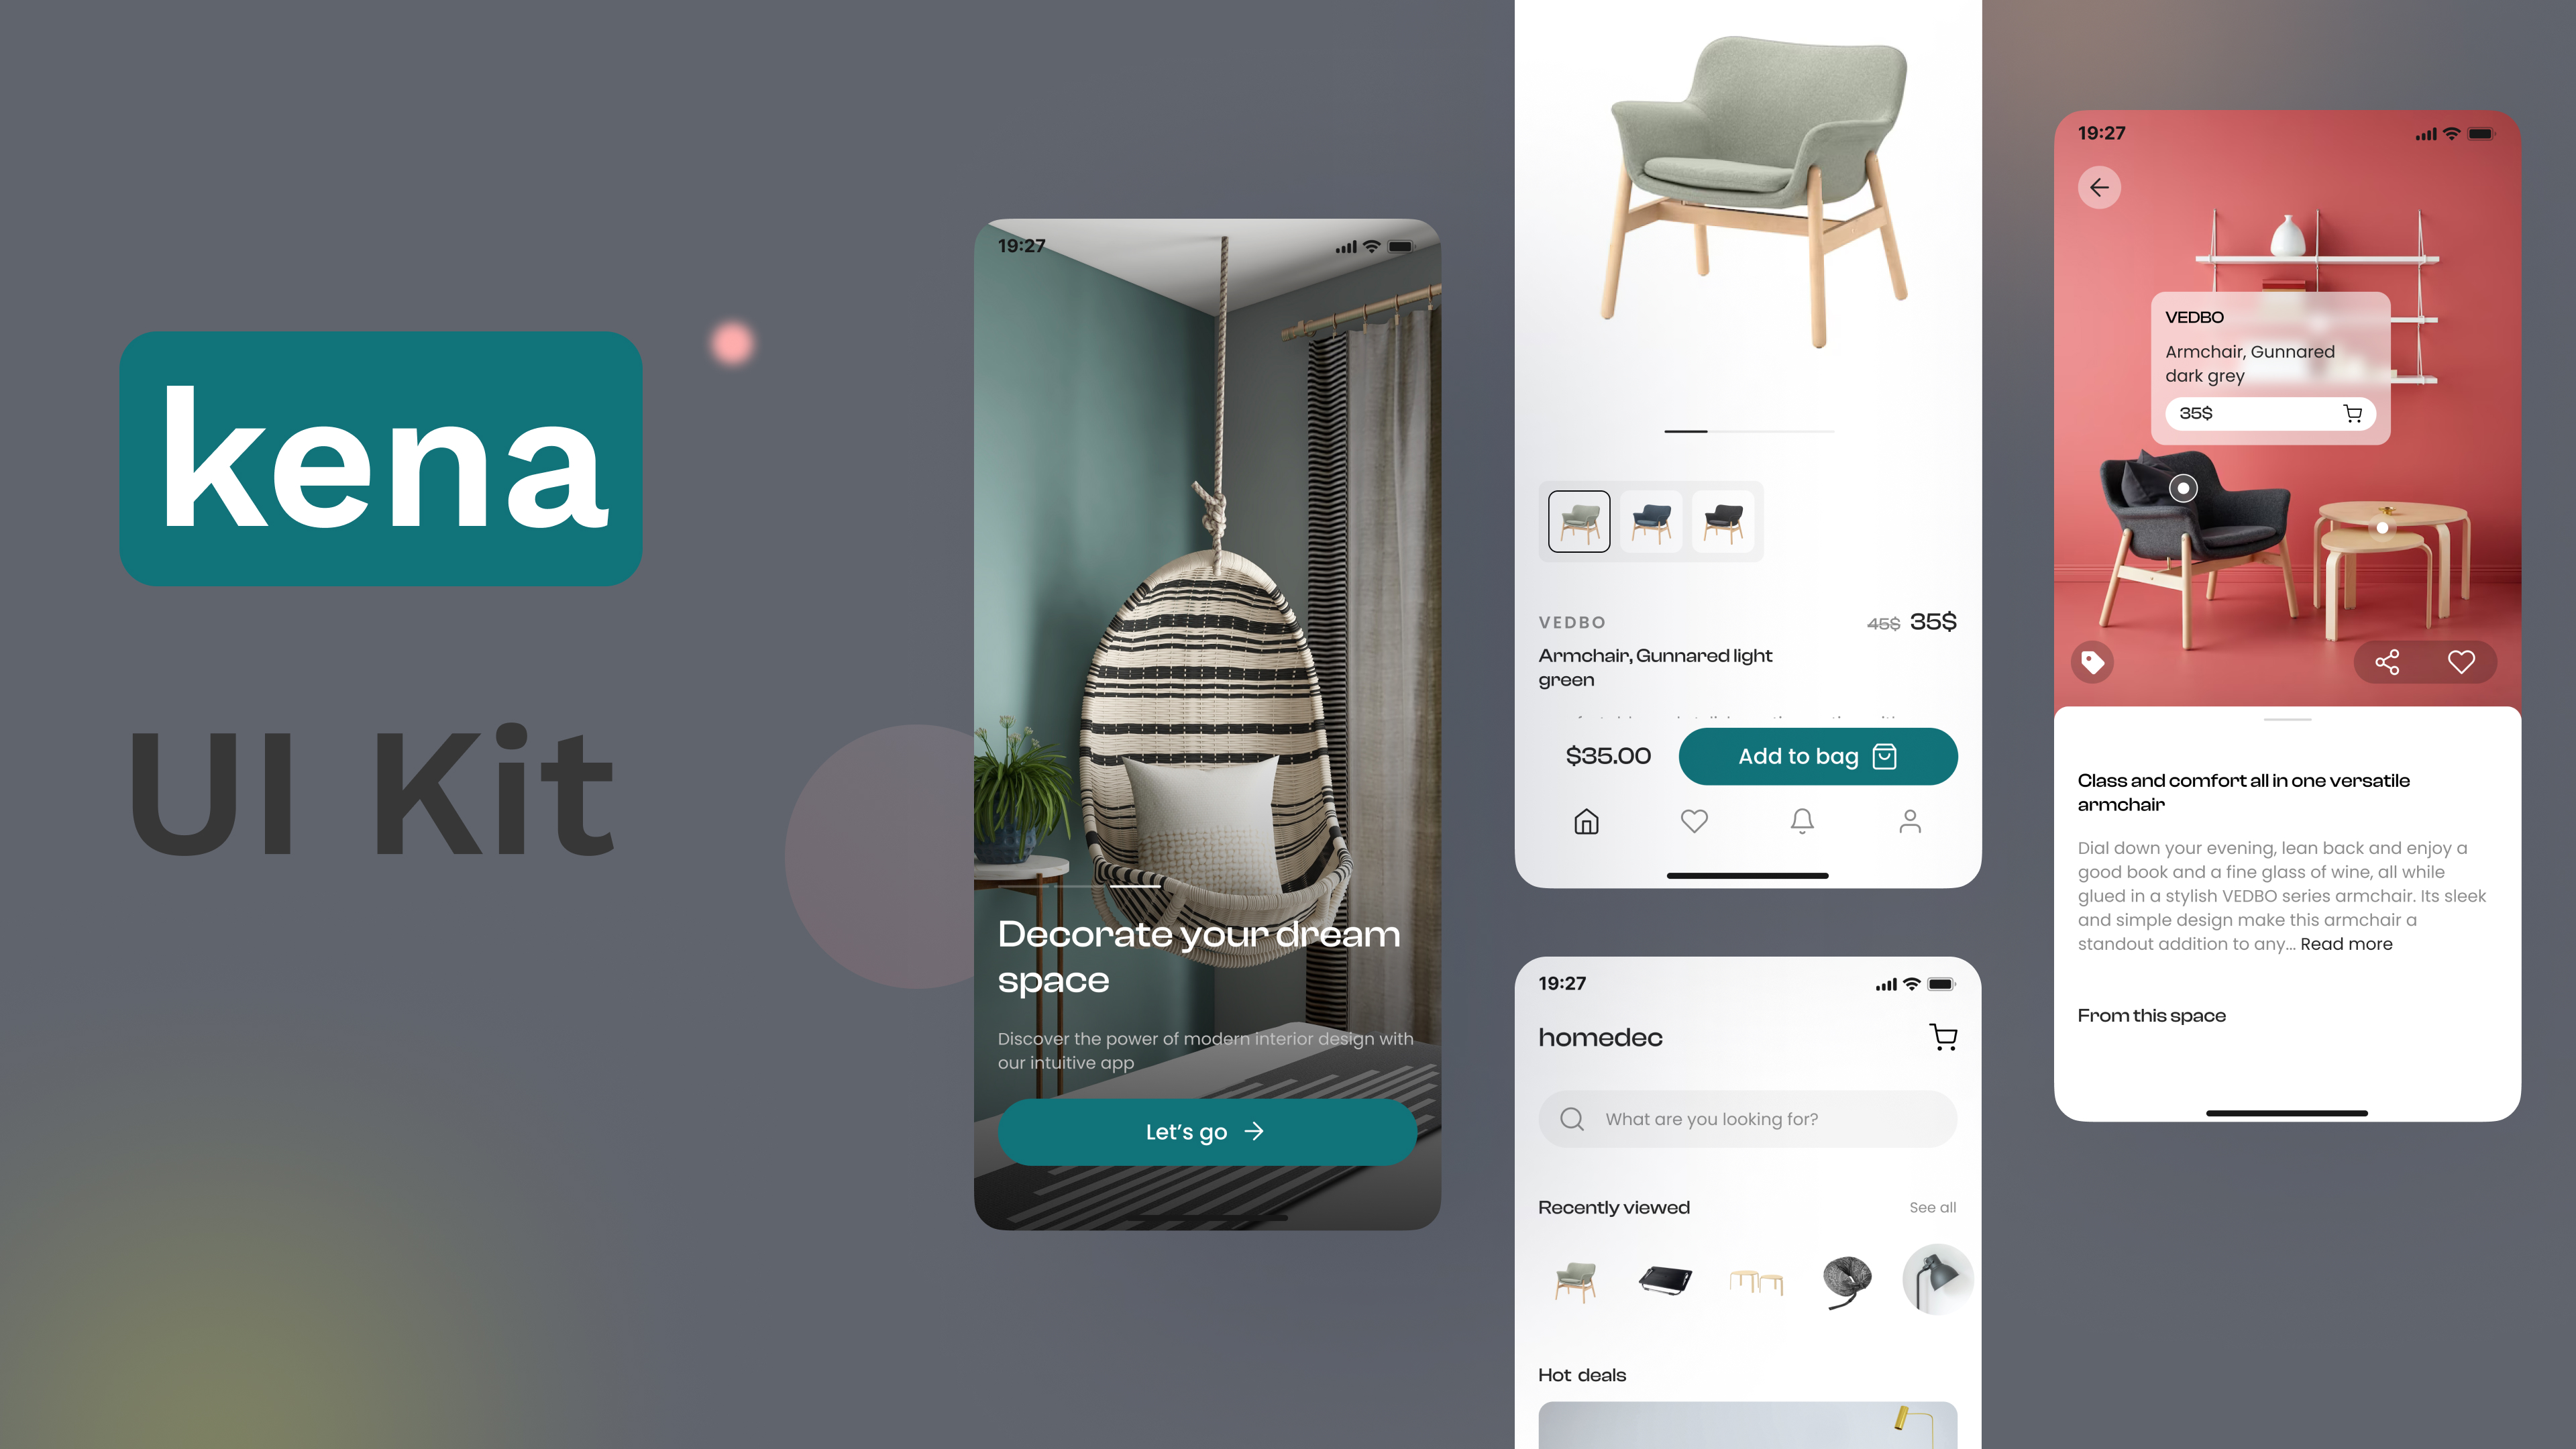 kena
UI Kit
19:27
Decorate your dream
space
Discover the power of modern interior design with
our intuitive app
Let's go
VEDBO
45$ 35$
Armchair, Gunnared light
green
$35.00
Add to bag
19:27
homedec
What are you looking for?
Recently viewed
See all
Hot deals
19:27
VEDBO
Armchair, Gunnared
dark grey
35$
Class and comfort all in one versatile
armchair
Dial down your evening, lean back and enjoy a
good book and a fine glass of wine, all while
glued in a stylish VEDBO series armchair. Its sleek
and simple design make this armchair a
standout addition to any... Read more
From this space